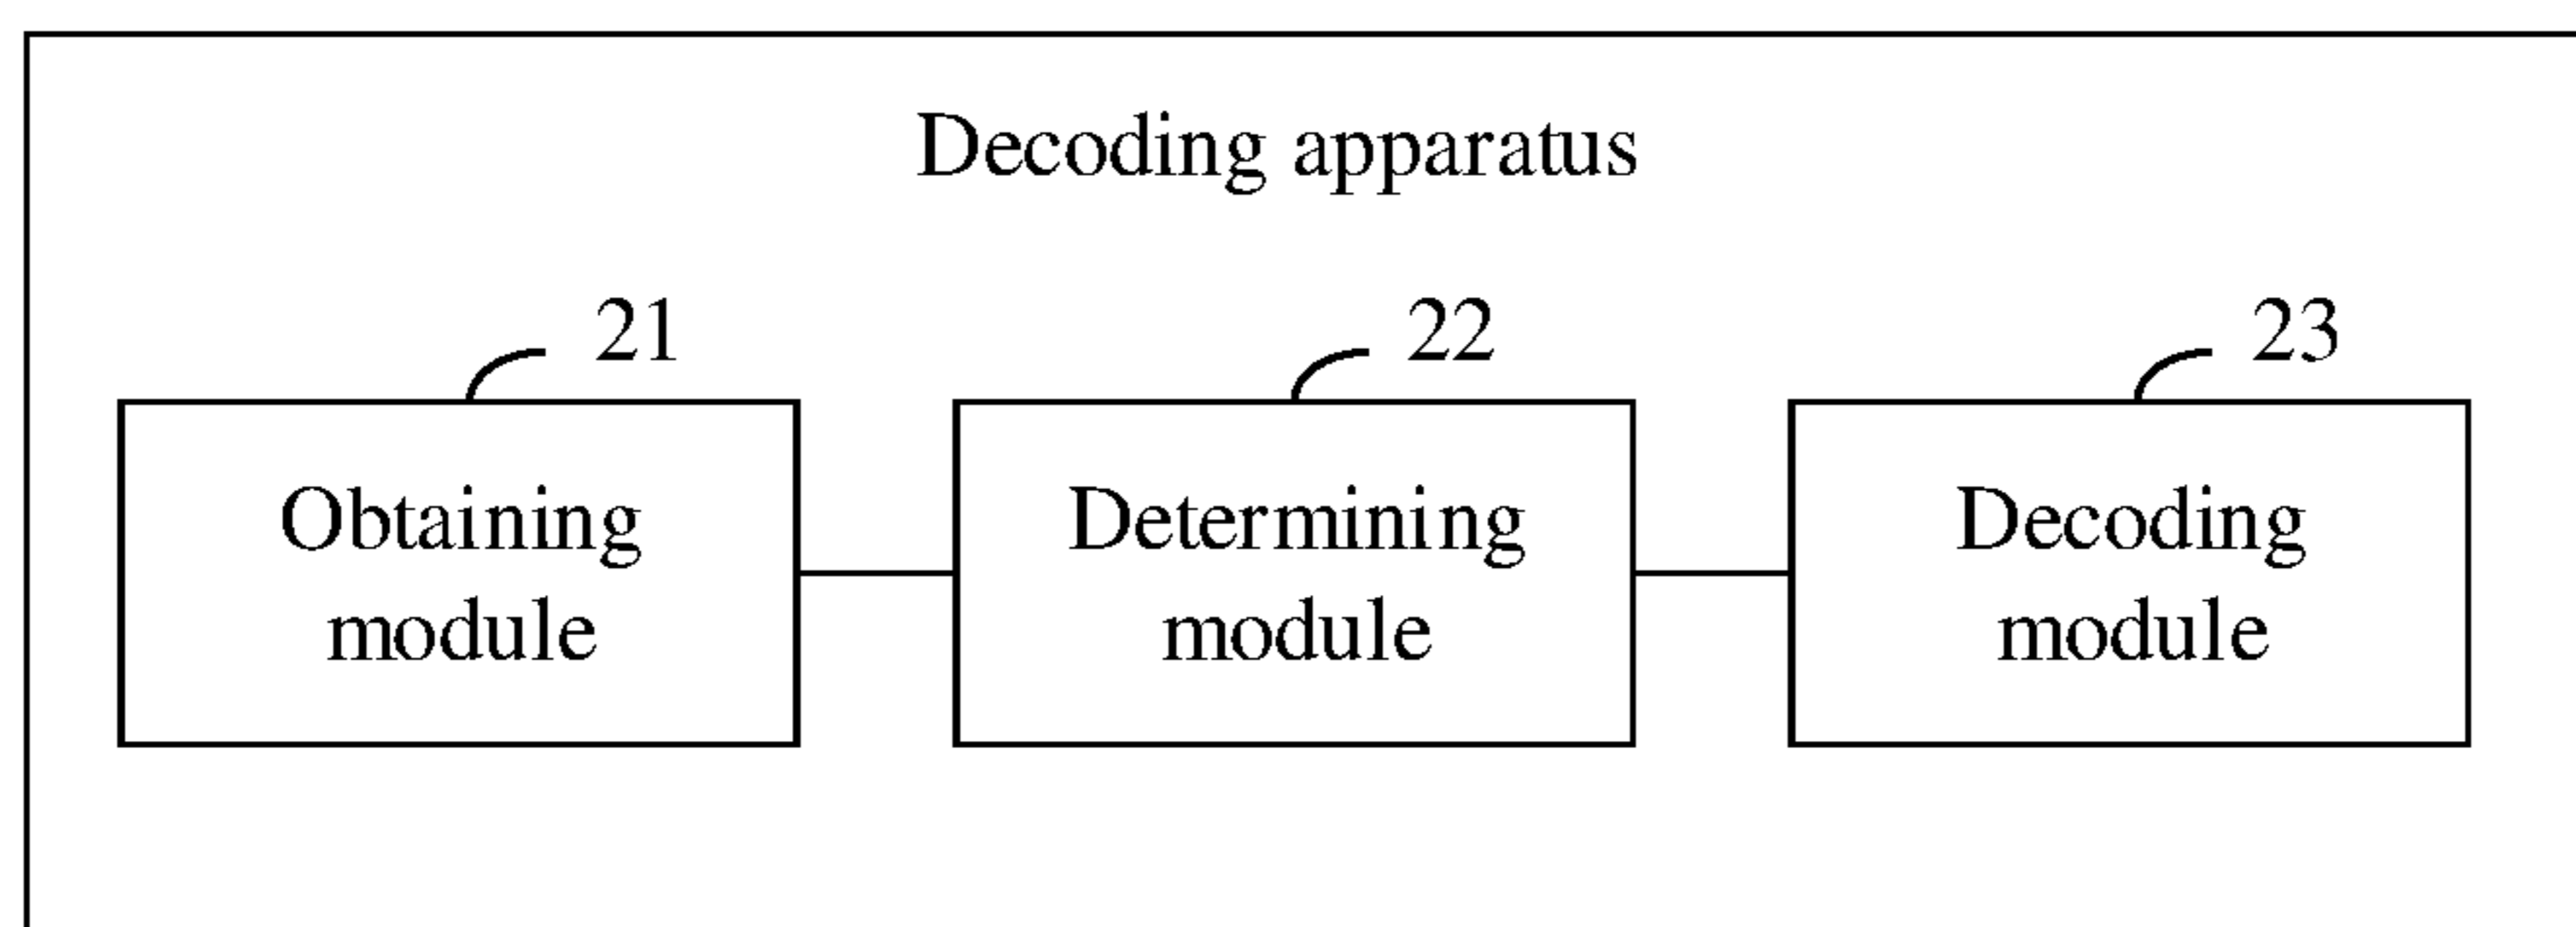 Decoding apparatus
21
22
23
Obtaining
module
Determining
module
Decoding
module